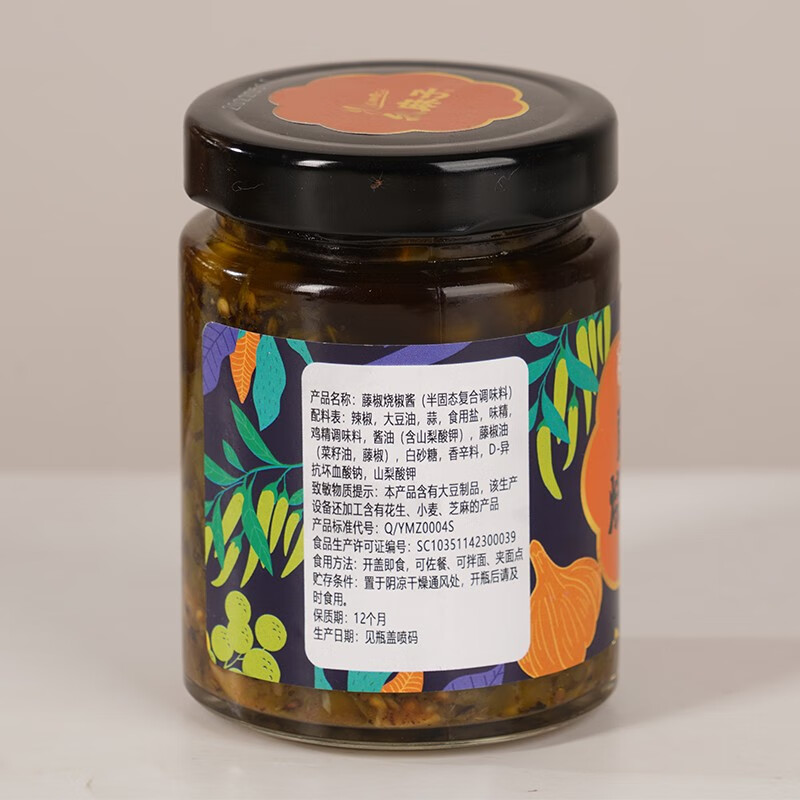 产品名称：藤椒烧椒酱（半固态复合调味料）
配料表：辣椒，大豆油，蒜，食用盐，味精，
鸡精调味料，酱油（含山梨酸钾），藤椒油
（菜籽油，藤椒），白砂糖，香辛料，D-异
抗坏血酸钠，山梨酸钾
致敏物质提示：本产品含有大豆制品，该生产
设备还加工含有花生、小麦、芝麻的产品
产品标准代号：Q/YMZ0004S
食品生产许可证编号：SC10351142300039
食用方法：开盖即食，可佐餐、可拌面、夹面点
贮存条件：置于阴凉干燥通风处，开瓶后请及
时食用。
保质期：12个月
生产日期：见瓶盖喷码